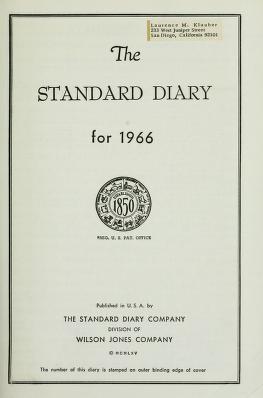 Laurence M. Klauber
233 West Juniper Street
San Diego, California 92101
The
STANDARD DIARY
for 1966
1850
REG. U. S. PAT. OFFICE
Published in U. S. A. by
THE STANDARD DIARY COMPANY
DIVISION OF
WILSON JONES COMPANY
© MCMLXV
The number of this diary is stamped on outer binding edge of cover